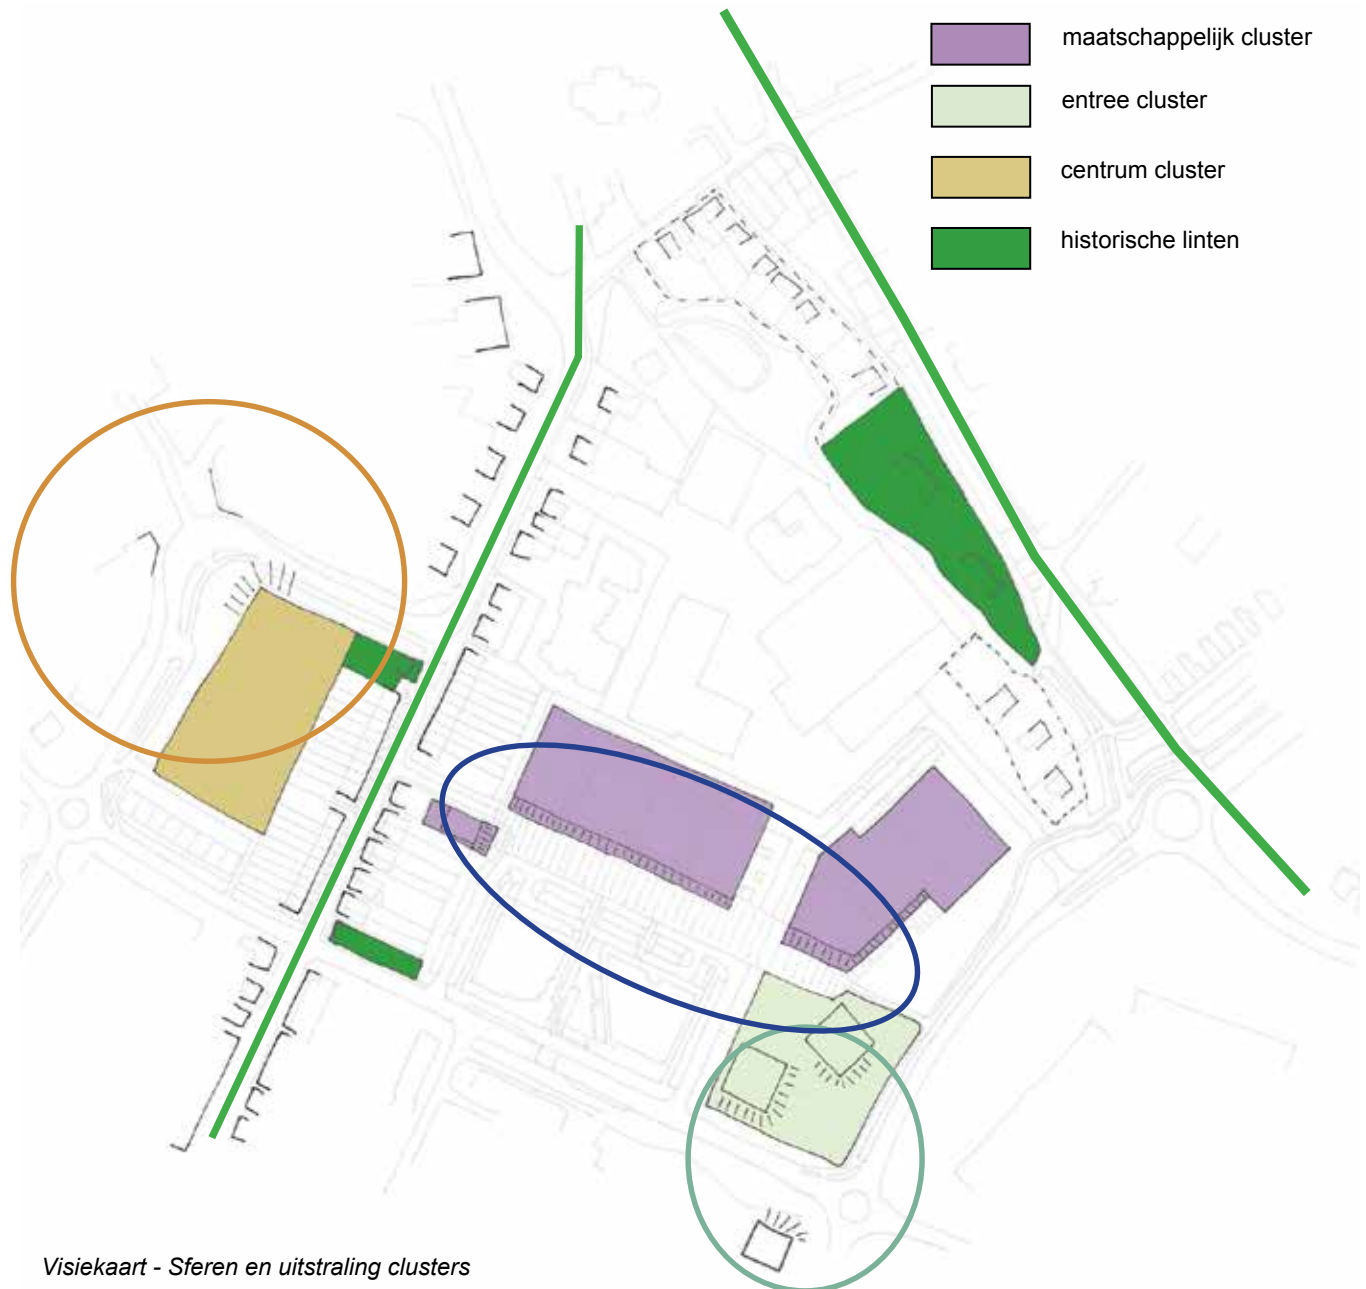 maatschappelijk cluster
entree cluster
centrum cluster
historische linten
Visiekaart - Sferen en uitstraling clusters